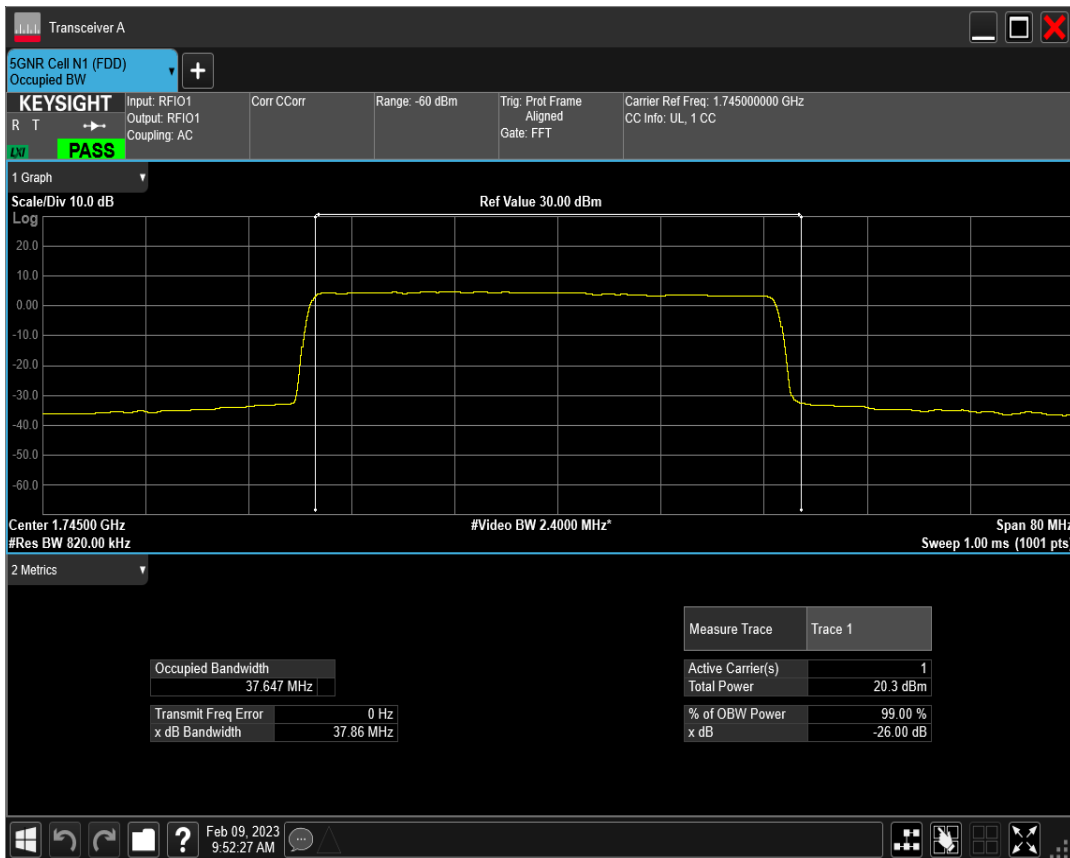 Transceiver A
5GNR Cell N1 (FDD)
Occupied BW
+
KEYSIGHT
R T
LXI
PASS
Input: RFIO1
Output: RFIO1
Coupling: AC
Corr CCorr
Range: -60 dBm
Trig: Prot Frame
Aligned
Gate: FFT
Carrier Ref Freq: 1.745000000 GHz
CC Info: UL, 1 CC
1 Graph
Scale/Div 10.0 dB
Ref Value 30.00 dBm
Log
20.0
10.0
0.00
-10.0
-20.0
-30.0
-40.0
-50.0
-60.0
Center 1.74500 GHz
#Video BW 2.4000 MHz*
Span 80 MHz
#Res BW 820.00 kHz
Sweep 1.00 ms (1001 pts)
2 Metrics
Measure Trace Trace 1
Occupied Bandwidth
37.647 MHz
Active Carrier(s) 1
Total Power 20.3 dBm
Transmit Freq Error 0 Hz
x dB Bandwidth 37.86 MHz
% of OBW Power 99.00 %
x dB -26.00 dB
?
Feb 09, 2023
9:52:27 AM